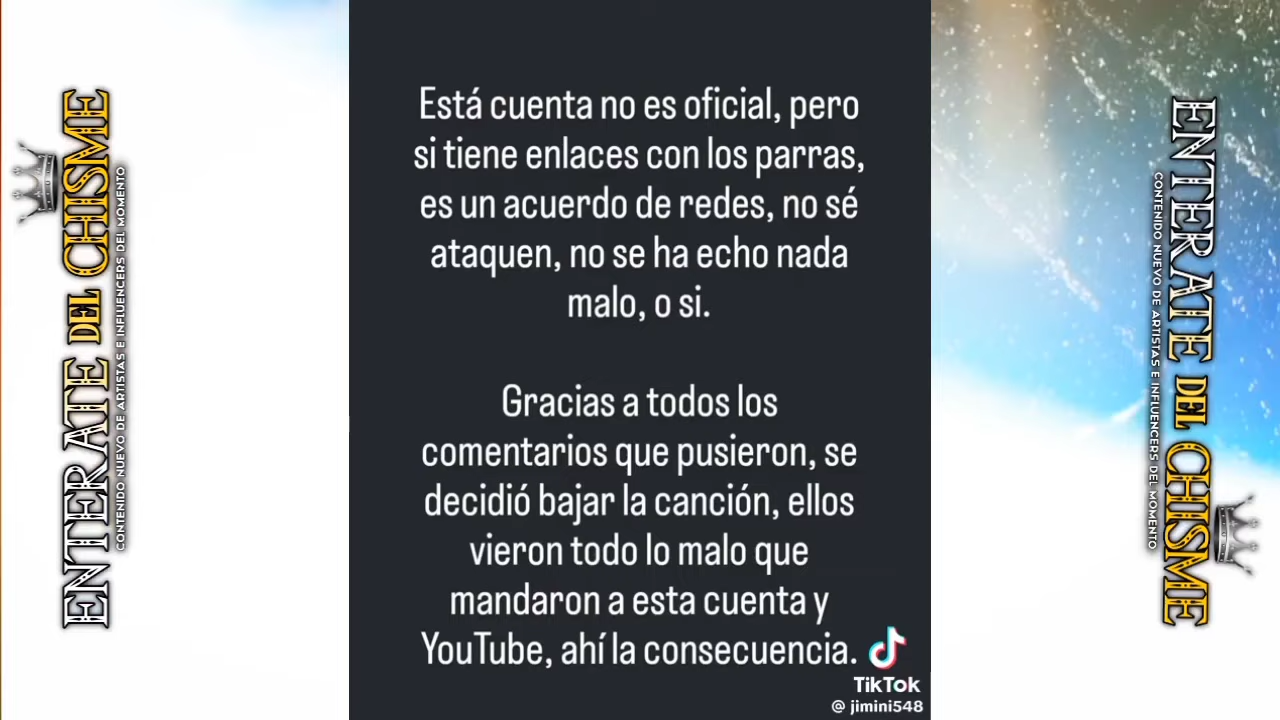 ENTERATE DEL CHISME
CONTENIDO NUEVO DE ARTISTAS E INFLUENCERS DEL MOMENTO
Está cuenta no es oficial, pero
si tiene enlaces con los parras,
es un acuerdo de redes, no sé
ataquen, no se ha echo nada
malo, o si.
Gracias a todos los
comentarios que pusieron, se
decidió bajar la canción, ellos
vieron todo lo malo que
mandaron a esta cuenta y
YouTube, ahí la consecuencia.
TikTok
@ jimini548
ENTERATE DEL CHISME
CONTENIDO NUEVO DE ARTISTAS E INFLUENCERS DEL MOMENTO